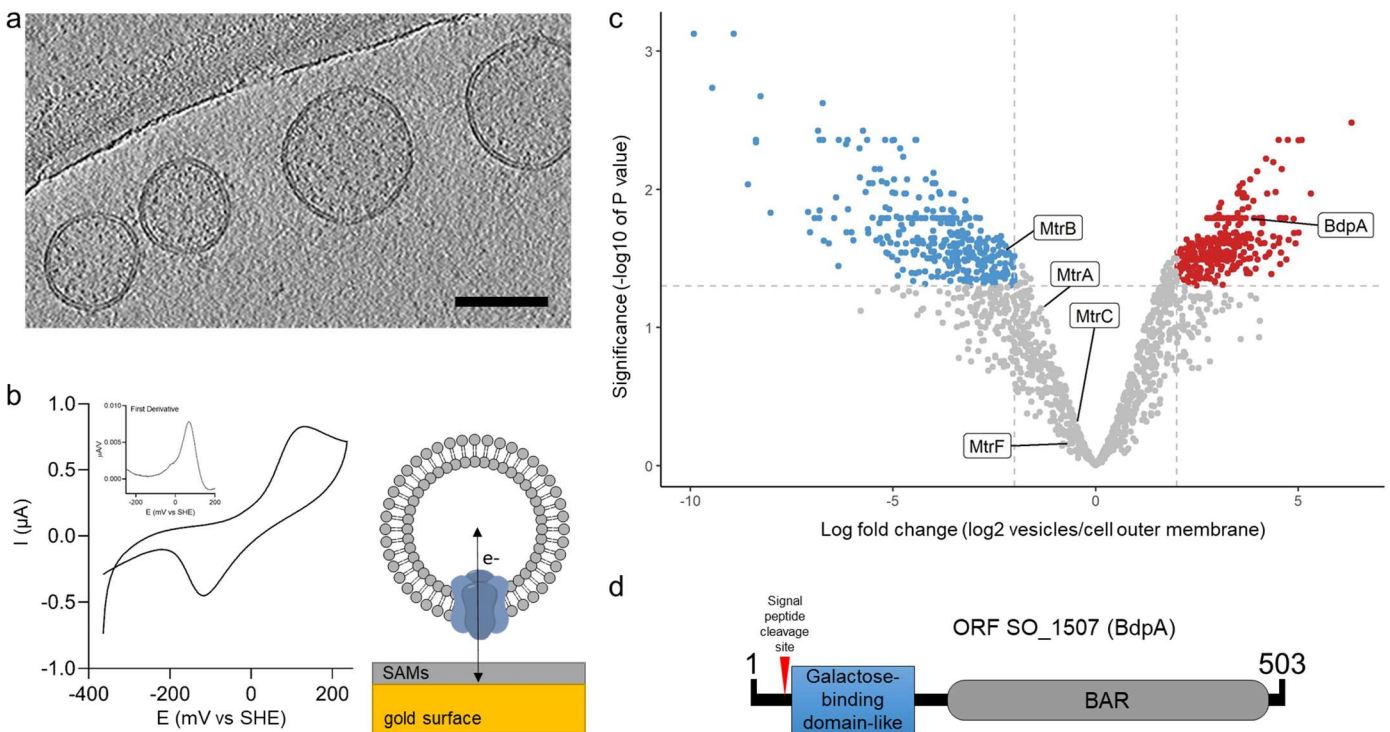 a
b
1.0
0.5
0.0
-0.5
-1.0
I (µA)
-400
-200
0
200
E (mV vs SHE)
First Derivative
0.010
0.005
0.000
µA/V
-200
0
200
E (mV vs SHE)
e-
SAMs
gold surface
c
3
2
1
0
Significance (-log10 of P value)
MtrB
MtrA
MtrC
MtrF
BdpA
-10
-5
0
5
Log fold change (log2 vesicles/cell outer membrane)
d
Signal
peptide
cleavage
site
ORF SO_1507 (BdpA)
1
503
Galactose-
binding
domain-like
BAR